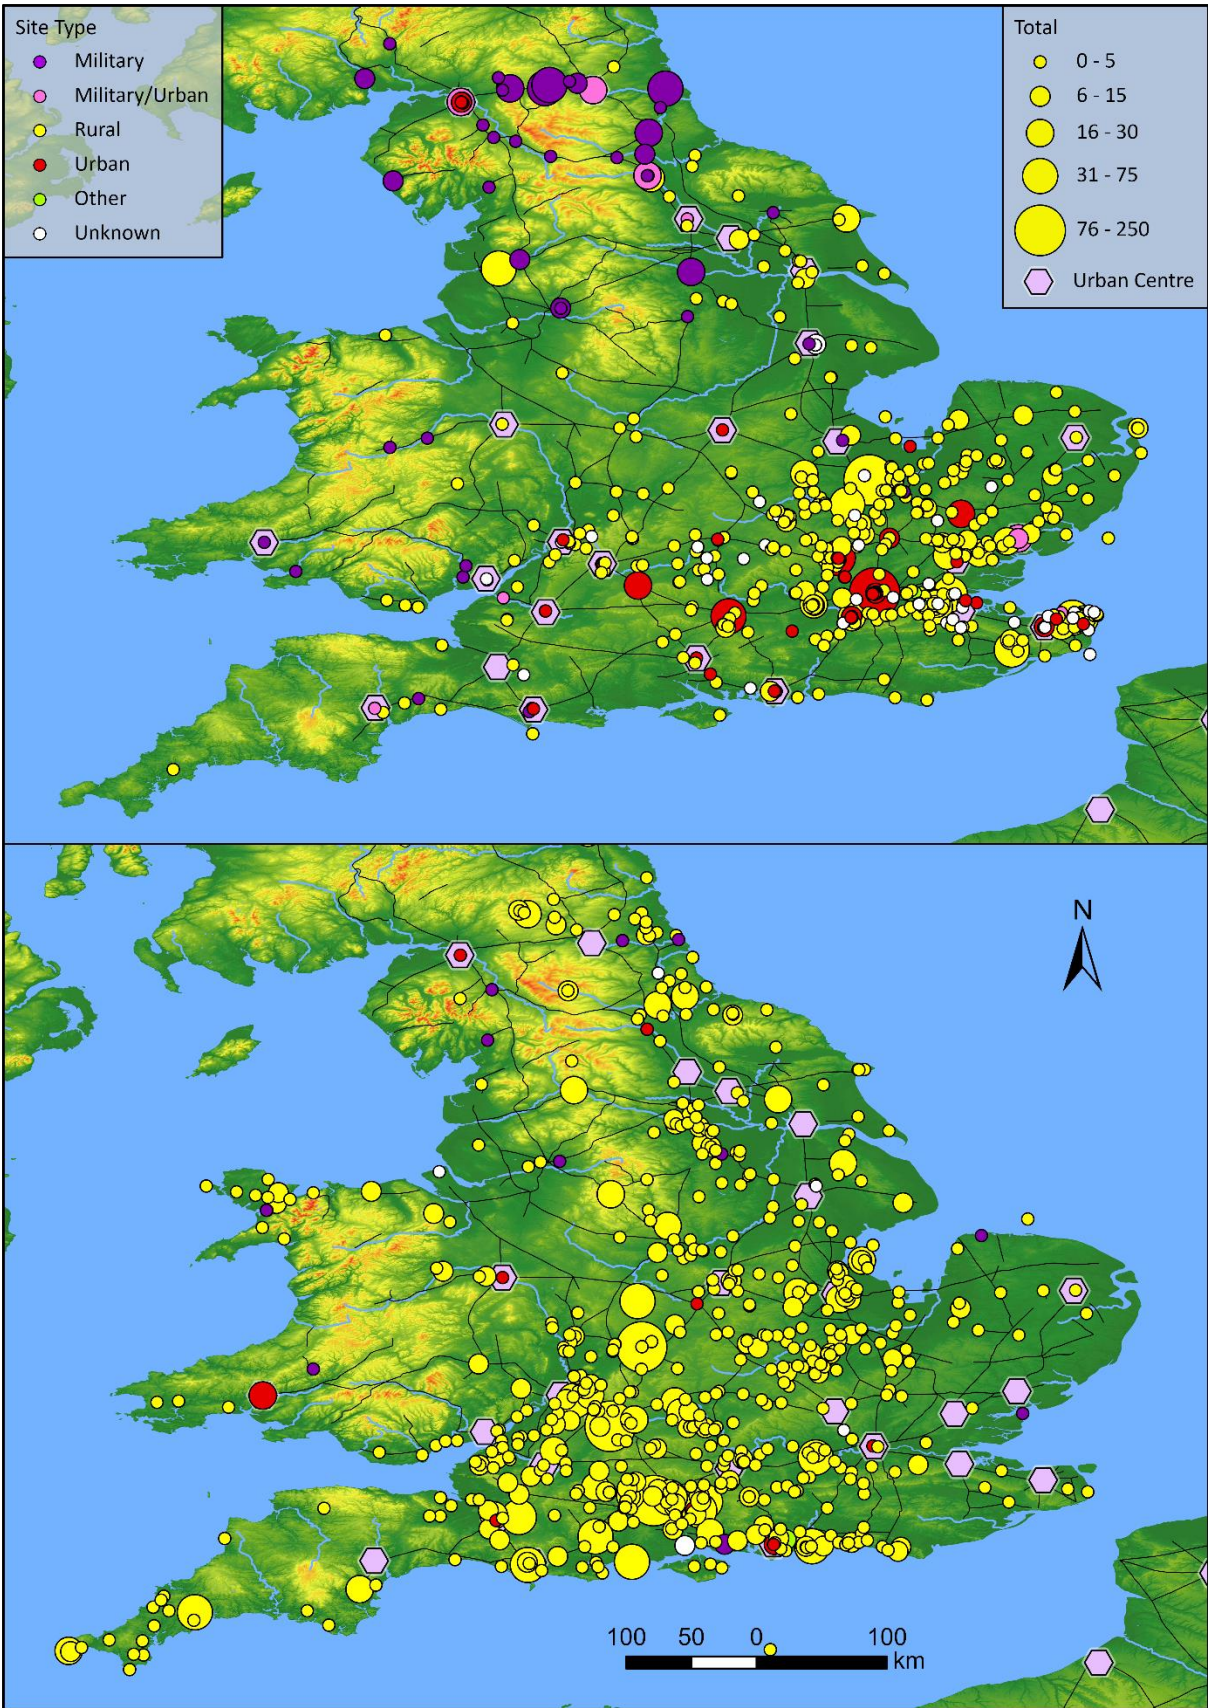 Site Type
Military
Military/Urban
Rural
Urban
Other
Unknown
Total
0 - 5
6 - 15
16 - 30
31 - 75
76 - 250
Urban Centre
N
100 50 0 100
km